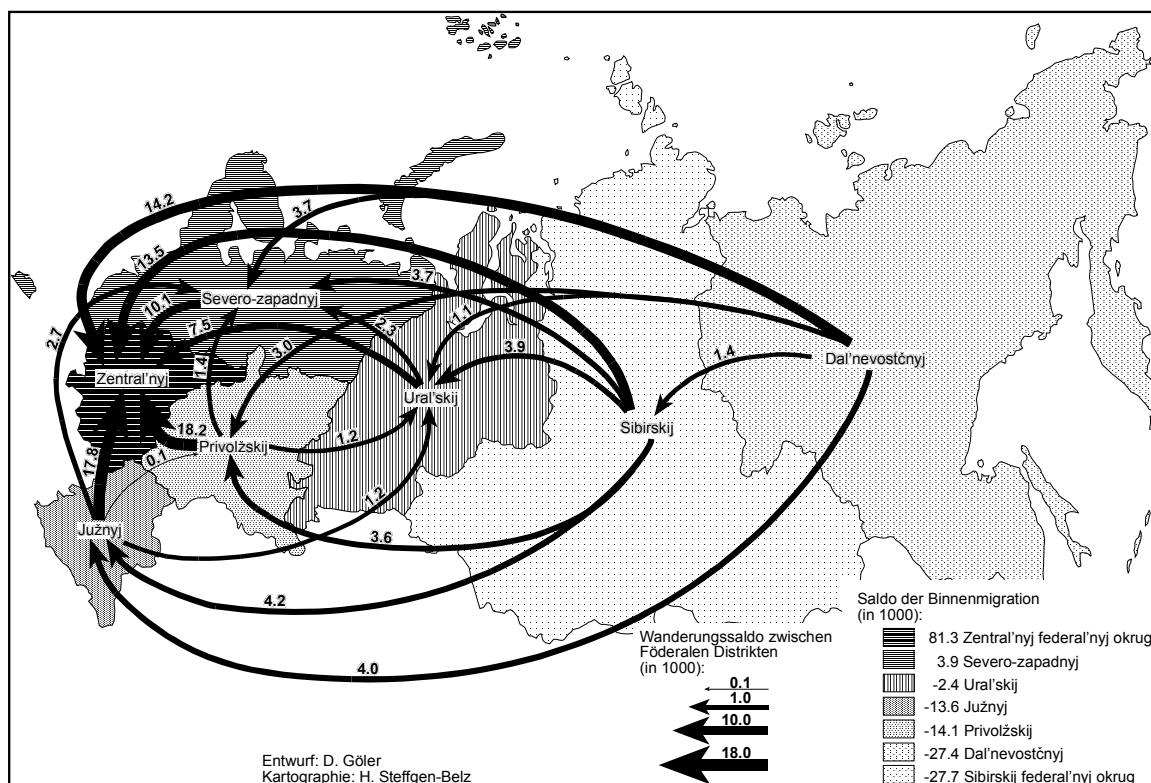 14.2
3.7
13.5
3.7
Severo-zapadnyj
10.1
7.5
2.3
1.1
2.7
3.0
3.9
1.4
Dal'nevostčnyj
1.4
Zentral'nyj
Ural'skij
Sibirskij
18.2
Privolžskij
1.2
17.8
0.1
1.2
Južnyj
3.6
4.2
4.0
Wanderungssaldo zwischen
Föderalen Distrikten
(in 1000):
0.1
1.0
10.0
18.0
Saldo der Binnenmigration
(in 1000):
81.3 Zentral'nyj federal'nyj okrug
3.9 Severo-zapadnyj
-2.4 Ural'skij
-13.6 Južnyj
-14.1 Privolžskij
-27.4 Dal'nevostčnyj
-27.7 Sibirskij federal'nyj okrug
Entwurf: D. Göler
Kartographie: H. Steffgen-Belz